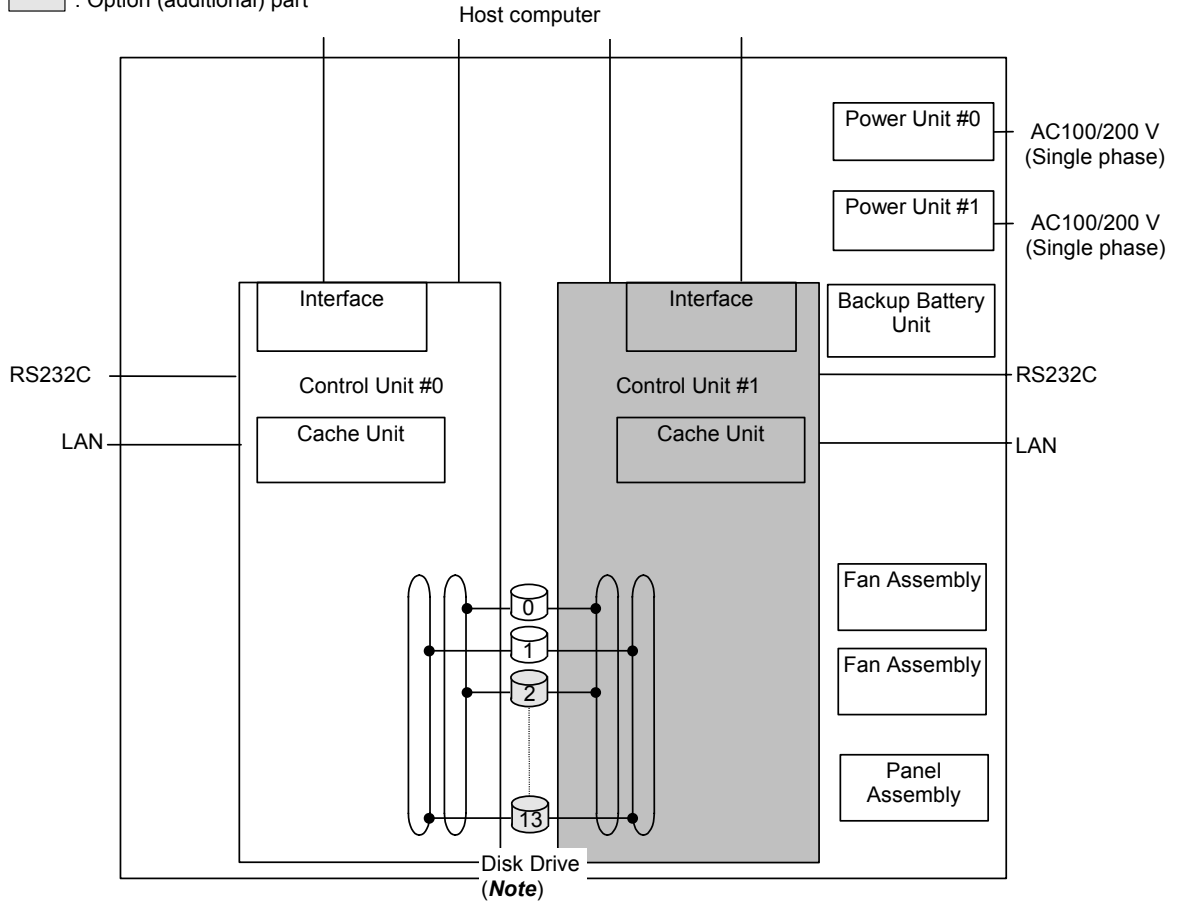 : Option (additional) part
Host computer
Power Unit #0
AC100/200 V
(Single phase)
Power Unit #1
AC100/200 V
(Single phase)
Interface
Interface
Backup Battery
Unit
RS232C
Control Unit #0
Control Unit #1
RS232C
LAN
Cache Unit
Cache Unit
LAN
Fan Assembly
0
1
Fan Assembly
2
Panel
Assembly
13
Disk Drive
(Note)